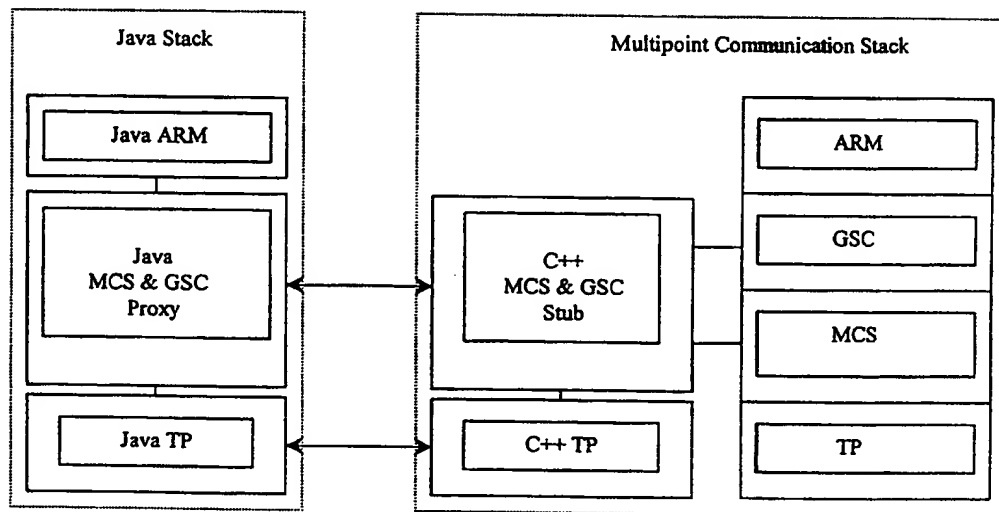 Java Stack
Multipoint Communication Stack
Java ARM
Java
MCS & GSC
Proxy
Java TP
C++
MCS & GSC
Stub
C++ TP
ARM
GSC
MCS
TP